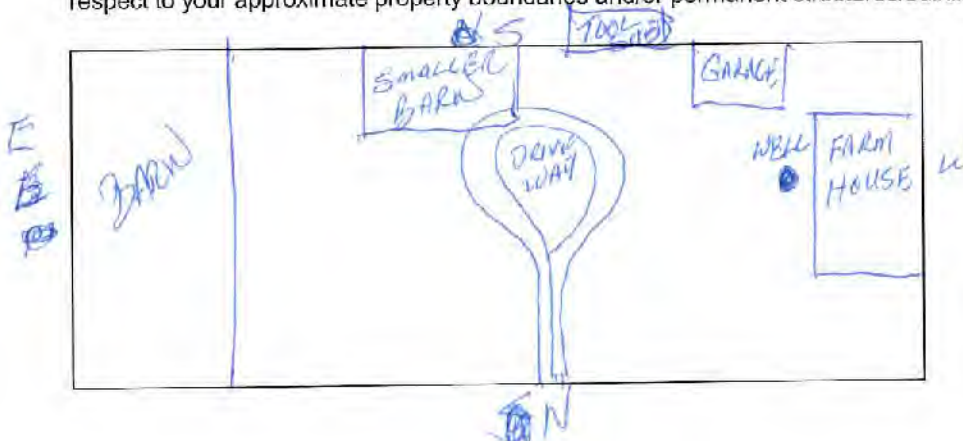 respect to your approximate property boundaries and/or permanent
S
TOOL SHED
SMALLER
BARN
GARAGE
E
BARN
DRIVE
WAY
WELL
FARM
HOUSE
N